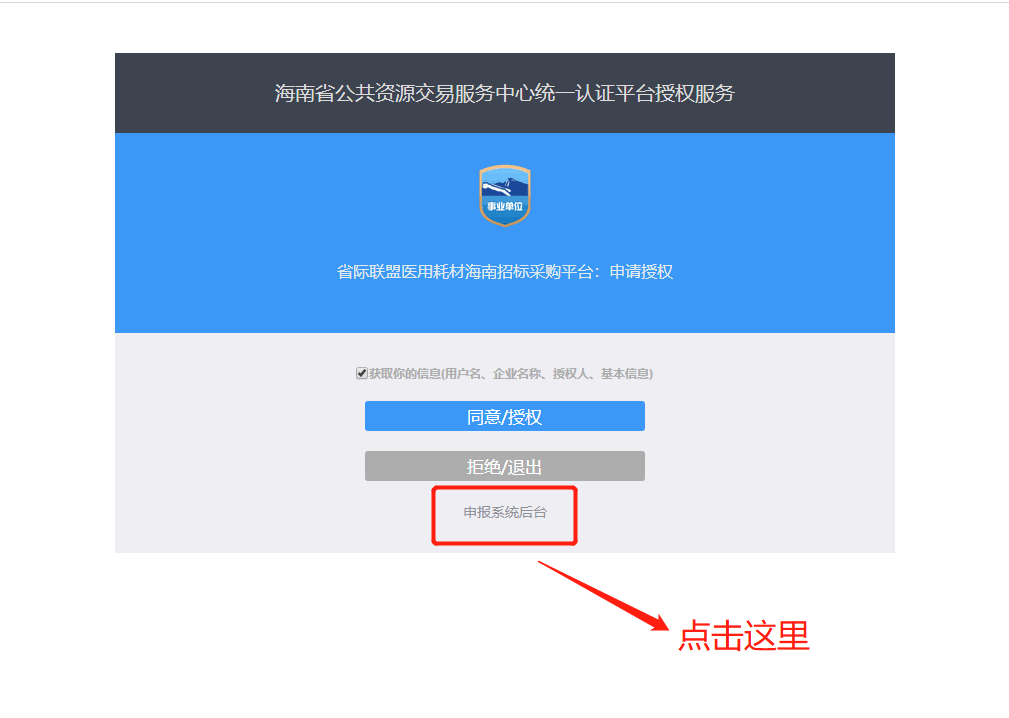 海南省公共资源交易服务中心统一认证平台授权服务
事业单位
省际联盟医用耗材海南招标采购平台：申请授权
获取你的信息(用户名、企业名称、授权人、基本信息)
同意/授权
拒绝/退出
申报系统后台
点击这里